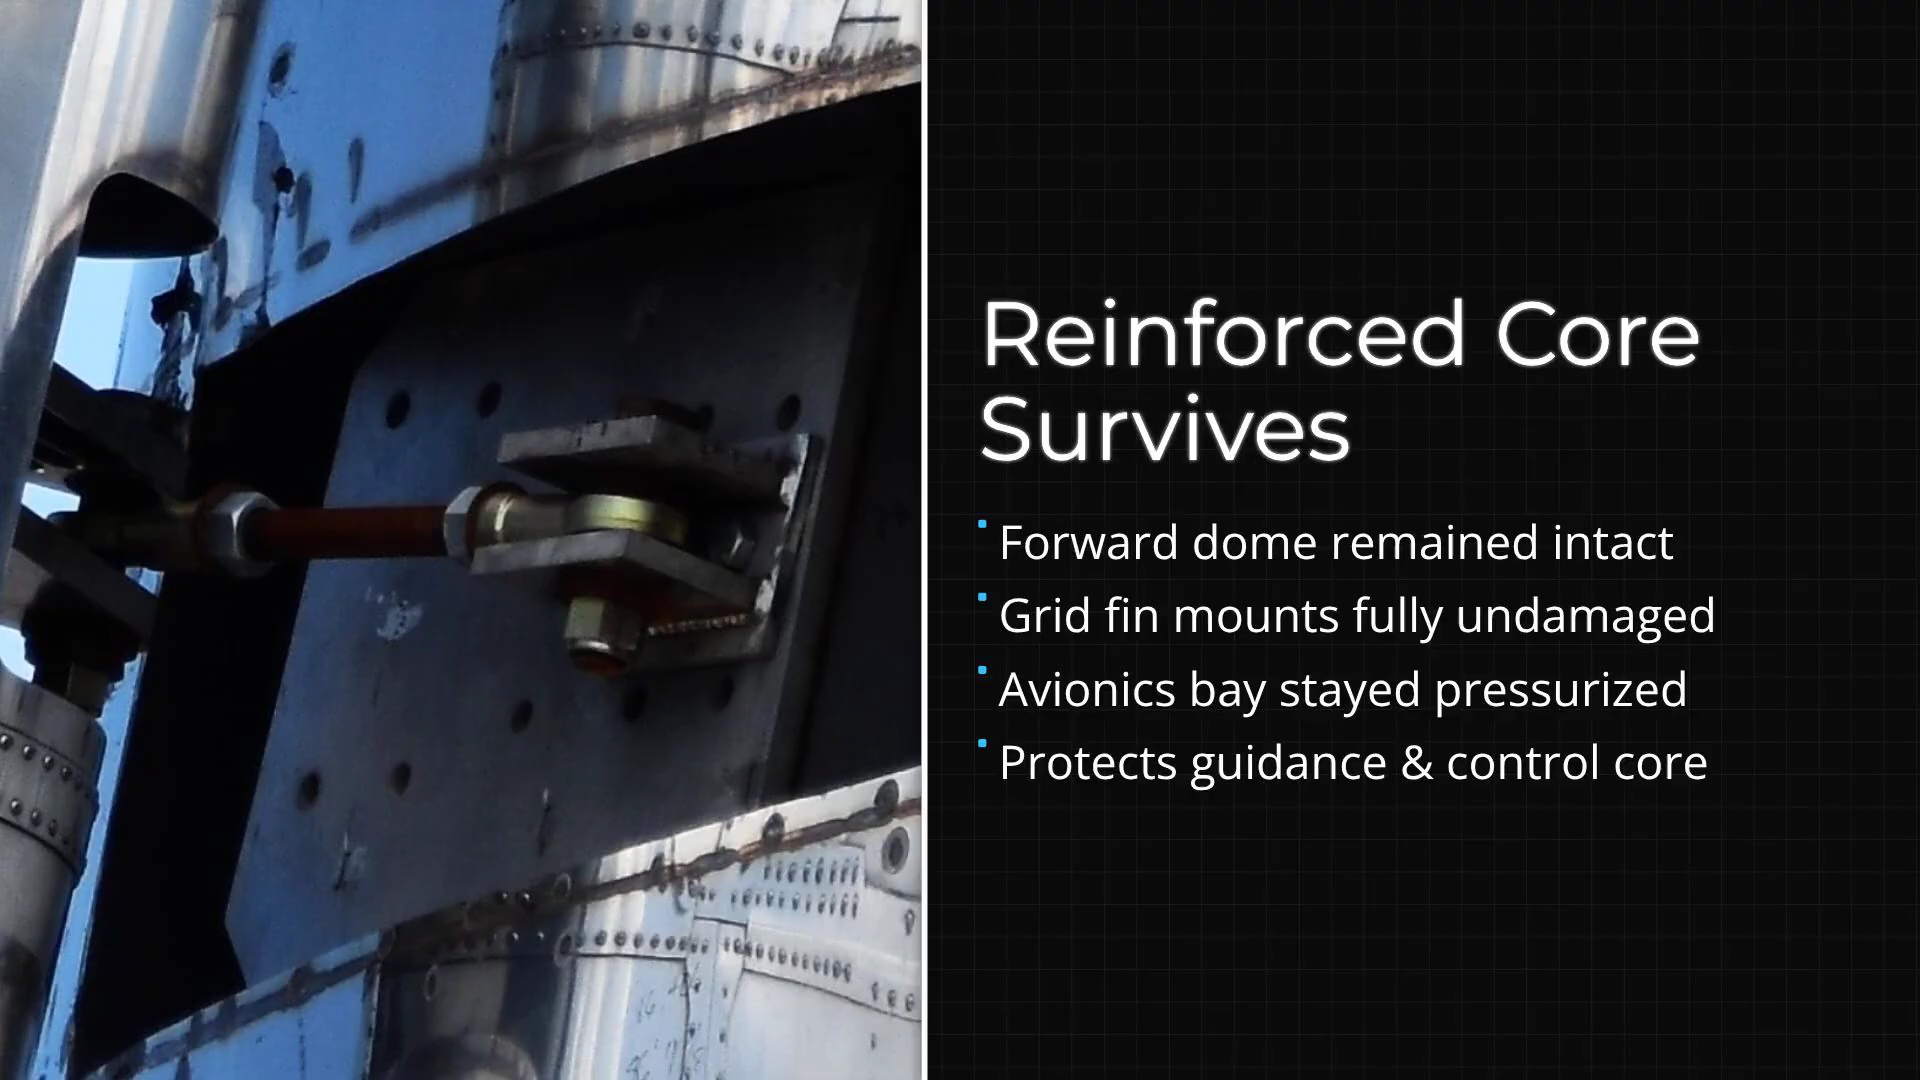 Reinforced Core
Survives
Forward dome remained intact
Grid fin mounts fully undamaged
Avionics bay stayed pressurized
Protects guidance & control core